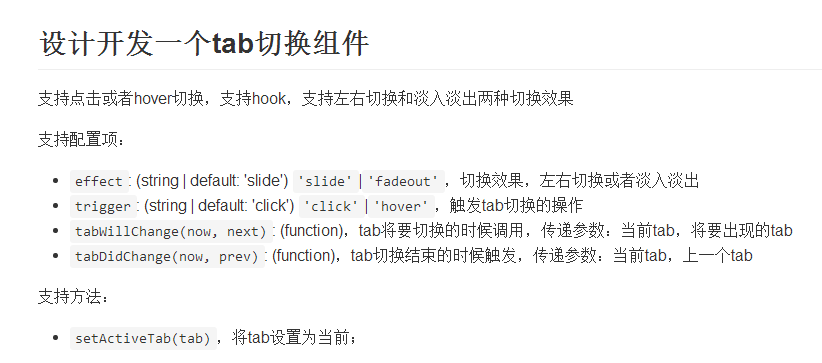 设计开发一个tab切换组件
支持点击或者hover切换，支持hook，支持左右切换和淡入淡出两种切换效果
支持配置项：
effect: (string | default: 'slide') 'slide' | 'fadeout'，切换效果，左右切换或者淡入淡出
trigger: (string | default: 'click') 'click' | 'hover'，触发tab切换的操作
tabWillChange(now, next): (function)，tab将要切换的时候调用，传递参数：当前tab，将要出现的tab
tabDidChange(now, prev): (function)，tab切换结束的时候触发，传递参数：当前tab，上一个tab
支持方法：
setActiveTab(tab)，将tab设置为当前；